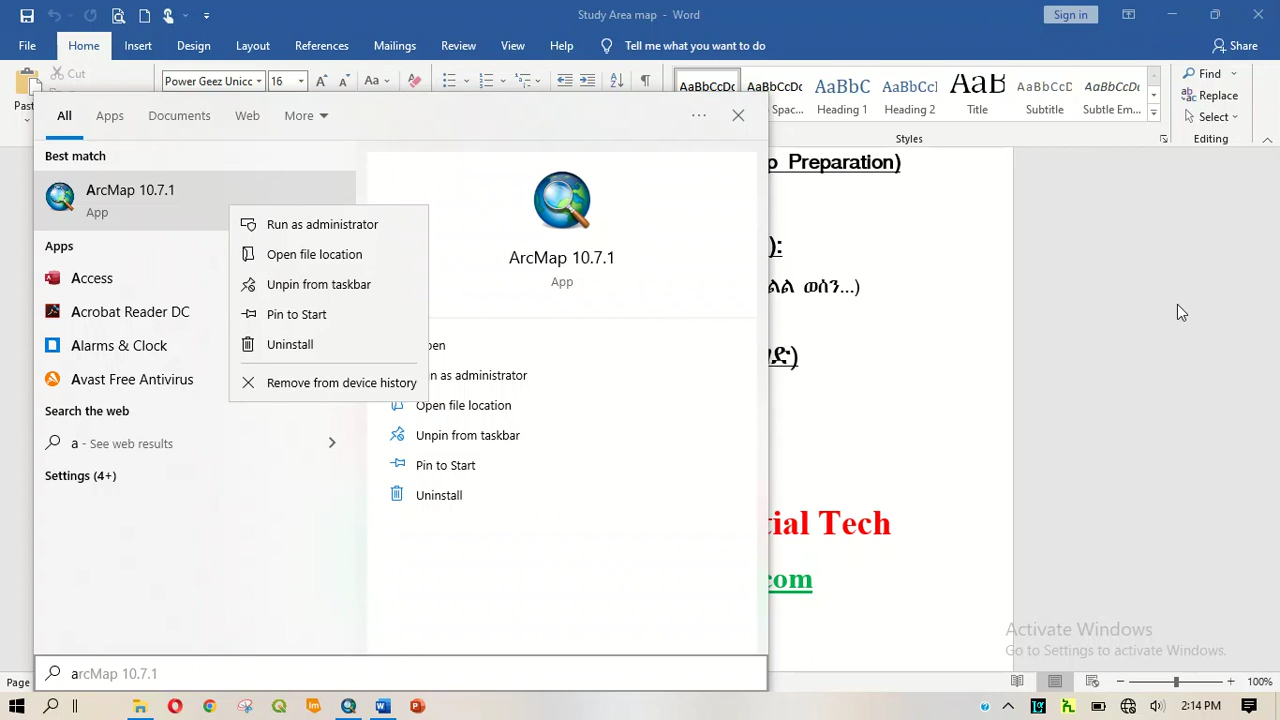 Study Area map - Word
Sign in
File Home Insert Design Layout References Mailings Review View Help Tell me what you want to do Share
Cut
Power Geez Unicc 16 Aa
AaBbCcDc AaBbCcDc AaBbC AaBbCcI AaB AaBbCcD AaBbCcDc
Spac... Heading 1 Heading 2 Title Subtitle Subtle Em...
Styles
Find
Replace
Select
Editing
All Apps Documents Web More
Best match
ArcMap 10.7.1
App
Apps
Access
Acrobat Reader DC
Alarms & Clock
Avast Free Antivirus
Search the web
a - See web results
Settings (4+)
Run as administrator
Open file location
Unpin from taskbar
Pin to Start
Uninstall
Remove from device history
ArcMap 10.7.1
App
Run as administrator
Open file location
Unpin from taskbar
Pin to Start
Uninstall
Preparation)
):
ወሰን...)
Tech
com
Activate Windows
Go to Settings to activate Windows.
arcMap 10.7.1
Page
100%
2:14 PM